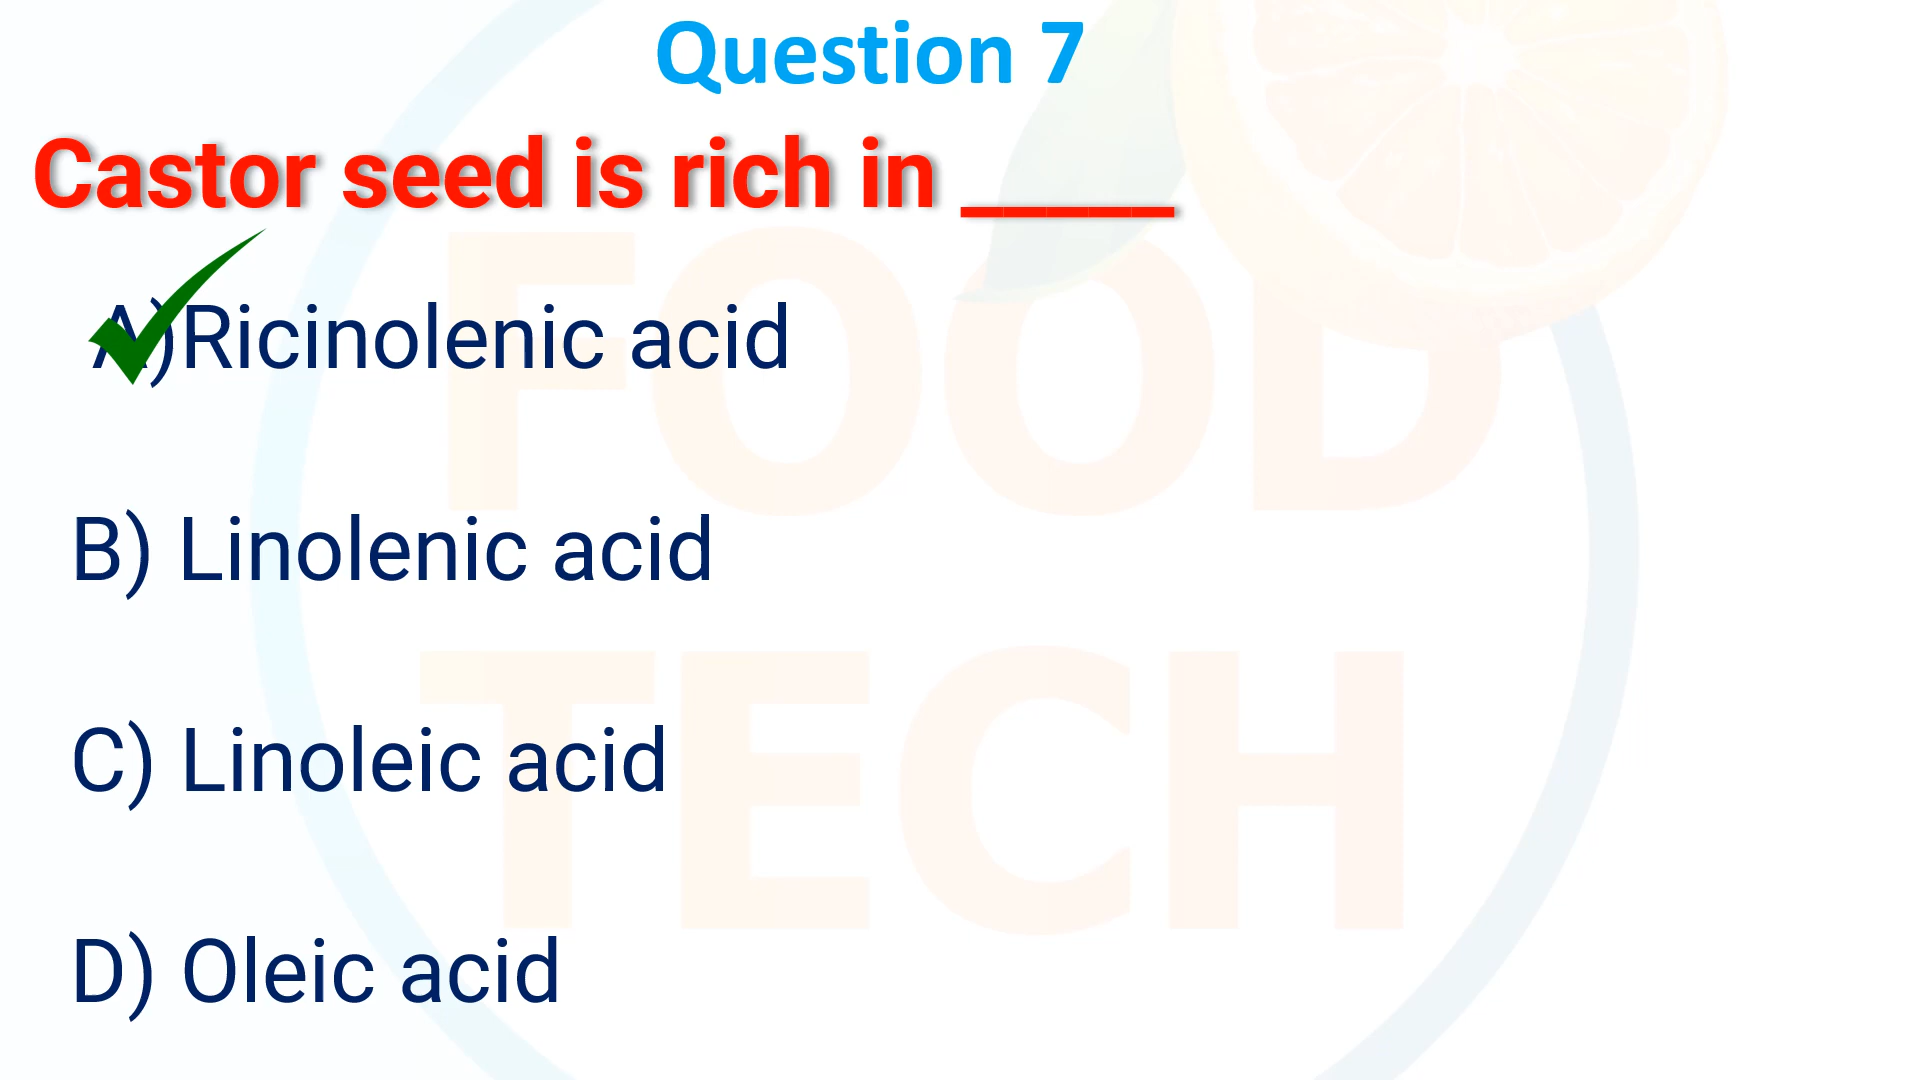 Question 7
Castor seed is rich in _____
A)Ricinolenic acid
B) Linolenic acid
C) Linoleic acid
D) Oleic acid
FOOD
TECH